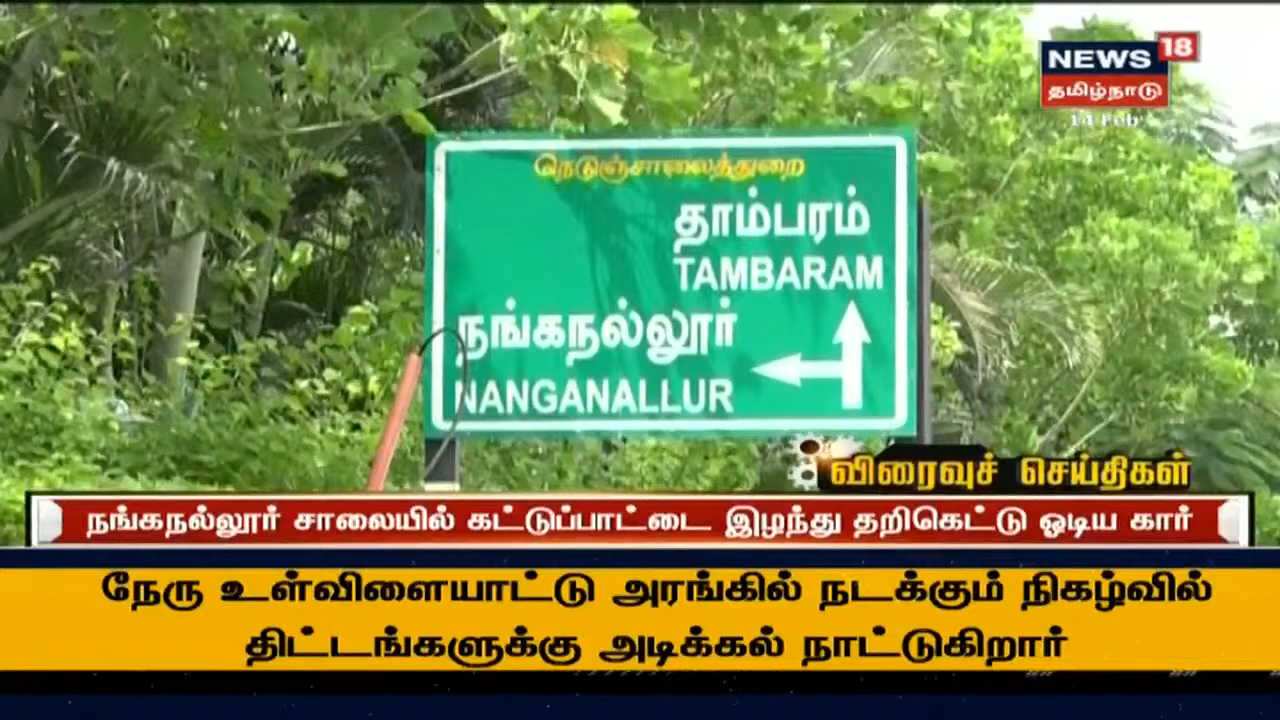 NEWS 18
தமிழ்நாடு
14 Feb
நெடுஞ்சாலைத்துறை
தாம்பரம்
TAMBARAM
நங்கநல்லூர்
NANGANALLUR
விரைவுச் செய்திகள்
நங்கநல்லூர் சாலையில் கட்டுப்பாட்டை இழந்து தறிகெட்டு ஓடிய கார்
நேரு உள்விளையாட்டு அரங்கில் நடக்கும் நிகழ்வில்
திட்டங்களுக்கு அடிக்கல் நாட்டுகிறார்